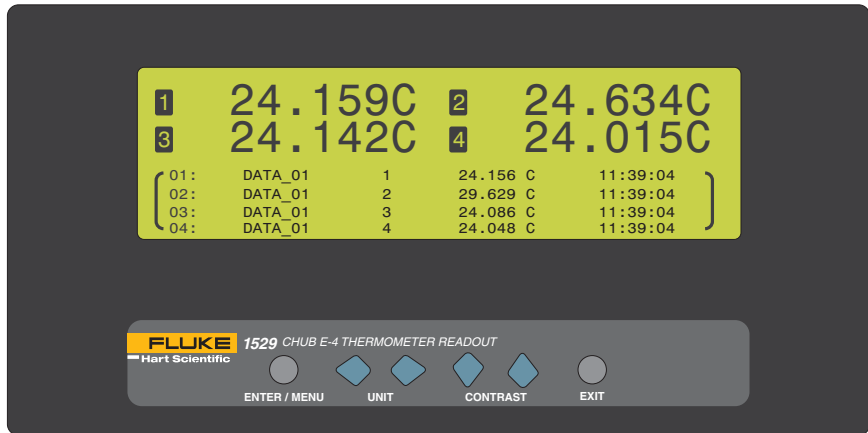 1 24.159C 2 24.634C
3 24.142C 4 24.015C
01: DATA_01 1 24.156 C 11:39:04
02: DATA_01 2 29.629 C 11:39:04
03: DATA_01 3 24.086 C 11:39:04
04: DATA_01 4 24.048 C 11:39:04
FLUKE 1529 CHUB E-4 THERMOMETER READOUT
Hart Scientific
ENTER / MENU UNIT CONTRAST EXIT